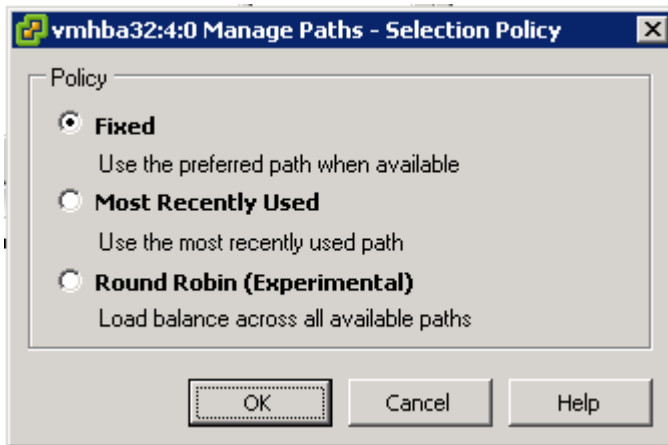 vmhba32:4:0 Manage Paths - Selection Policy
Policy
Fixed
Use the preferred path when available
Most Recently Used
Use the most recently used path
Round Robin (Experimental)
Load balance across all available paths
OK Cancel Help